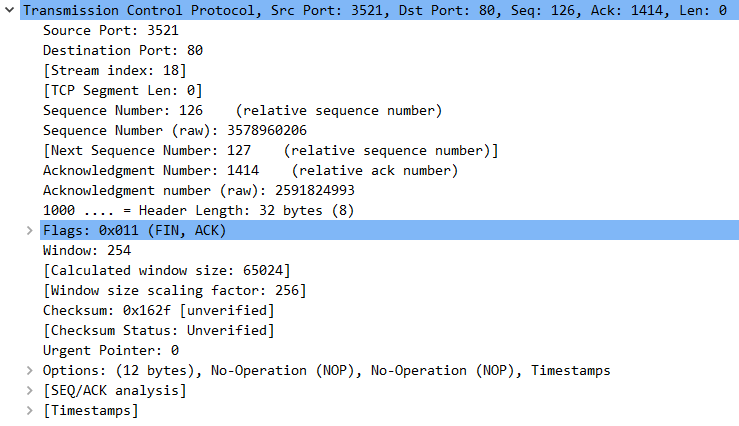 Transmission Control Protocol, Src Port: 3521, Dst Port: 80, Seq: 126, Ack: 1414, Len: 0
Source Port: 3521
Destination Port: 80
[Stream index: 18]
[TCP Segment Len: 0]
Sequence Number: 126    (relative sequence number)
Sequence Number (raw): 3578960206
[Next Sequence Number: 127    (relative sequence number)]
Acknowledgment Number: 1414    (relative ack number)
Acknowledgment number (raw): 2591824993
1000 .... = Header Length: 32 bytes (8)
Flags: 0x011 (FIN, ACK)
Window: 254
[Calculated window size: 65024]
[Window size scaling factor: 256]
Checksum: 0x162f [unverified]
[Checksum Status: Unverified]
Urgent Pointer: 0
Options: (12 bytes), No-Operation (NOP), No-Operation (NOP), Timestamps
[SEQ/ACK analysis]
[Timestamps]